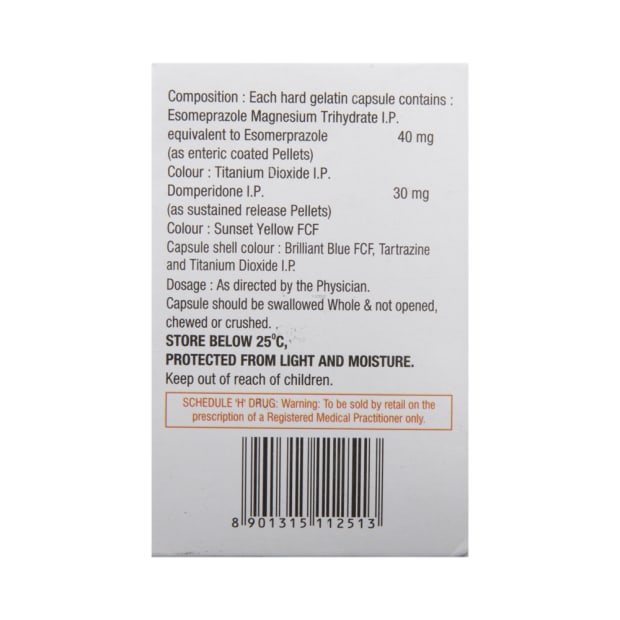 Composition : Each hard gelatin capsule contains :
Esomeprazole Magnesium Trihydrate I.P.
equivalent to Esomerprazole 40 mg
(as enteric coated Pellets)
Colour : Titanium Dioxide I.P.
Domperidone I.P. 30 mg
(as sustained release Pellets)
Colour : Sunset Yellow FCF
Capsule shell colour : Brilliant Blue FCF, Tartrazine
and Titanium Dioxide I.P.
Dosage : As directed by the Physician.
Capsule should be swallowed Whole & not opened,
chewed or crushed.
STORE BELOW 25°C,
PROTECTED FROM LIGHT AND MOISTURE.
Keep out of reach of children.
SCHEDULE 'H' DRUG: Warning: To be sold by retail on the
prescription of a Registered Medical Practitioner only.
8 901315 112513